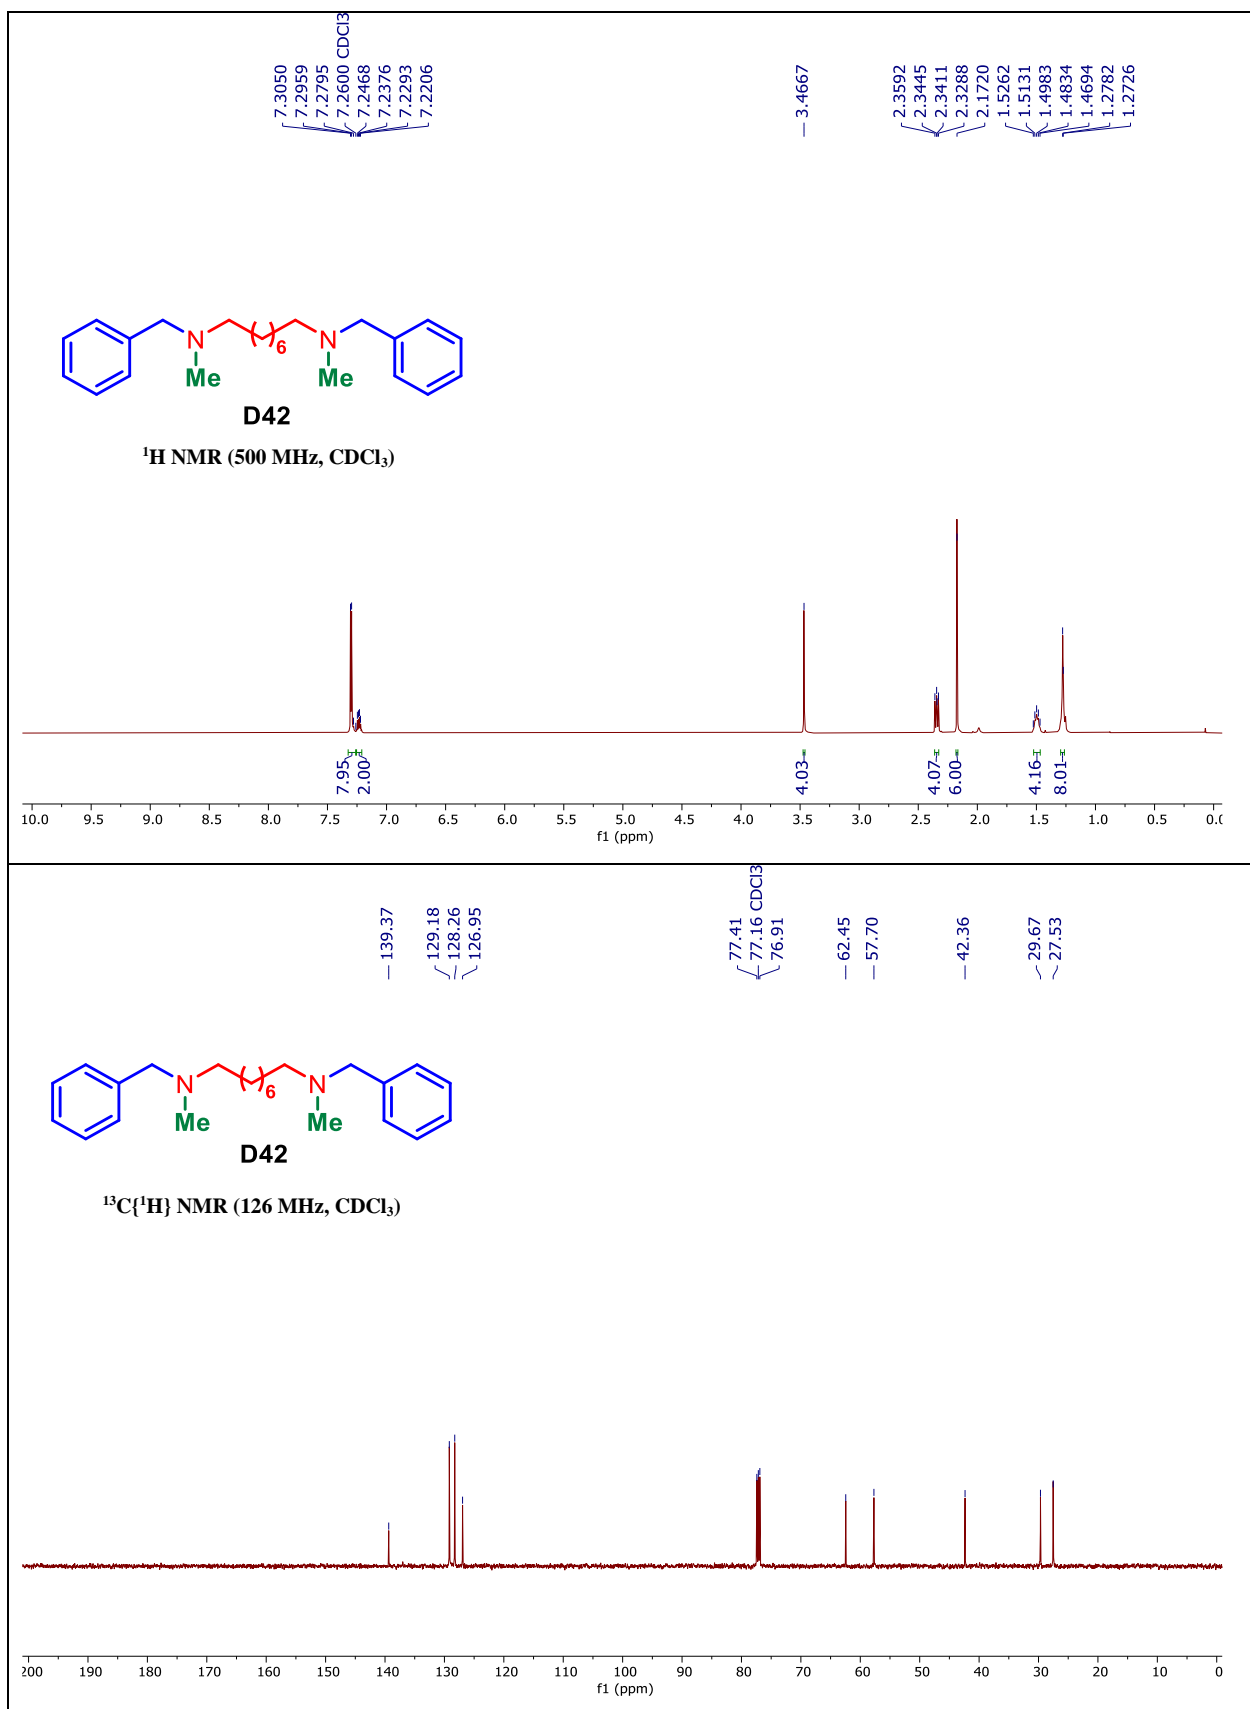 7.3050
7.2959
7.2795
7.2600 CDCl3
7.2468
7.2376
7.2293
7.2206
3.4667
2.3592
2.3445
2.3411
2.3288
2.1720
1.5262
1.5131
1.4983
1.4834
1.4694
1.2782
1.2726
N N
( )6
Me Me
D42
¹H NMR (500 MHz, CDCl₃)
7.95
2.00
4.03
4.07
6.00
4.16
8.01
10.0 9.5 9.0 8.5 8.0 7.5 7.0 6.5 6.0 5.5 5.0 4.5 4.0 3.5 3.0 2.5 2.0 1.5 1.0 0.5 0.0
f1 (ppm)
139.37
129.18
128.26
126.95
77.41
77.16 CDCl3
76.91
62.45
57.70
42.36
29.67
27.53
N N
( )6
Me Me
D42
¹³C{¹H} NMR (126 MHz, CDCl₃)
200 190 180 170 160 150 140 130 120 110 100 90 80 70 60 50 40 30 20 10 0
f1 (ppm)